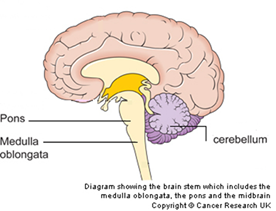 Pons
Medulla
oblongata
cerebellum
Diagram showing the brain stem which includes the
medulla oblongata, the pons and the midbrain
Copyright © Cancer Research UK